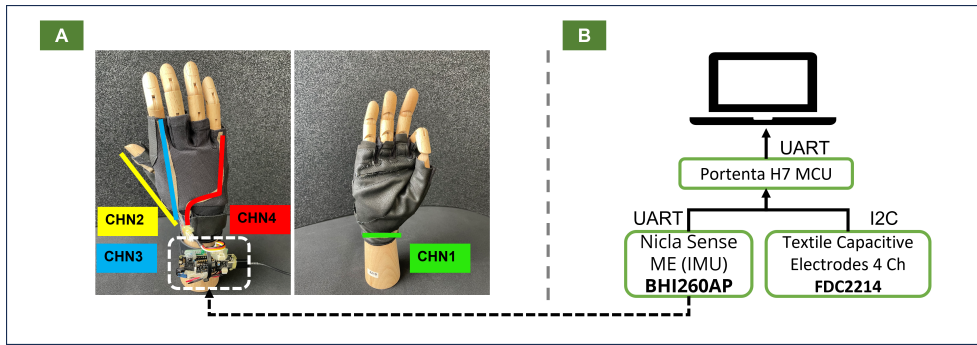 A
B
CHN2
CHN4
CHN3
CHN1
UART
Portenta H7 MCU
UART
I2C
Nicla Sense
ME (IMU)
BHI260AP
Textile Capacitive
Electrodes 4 Ch
FDC2214